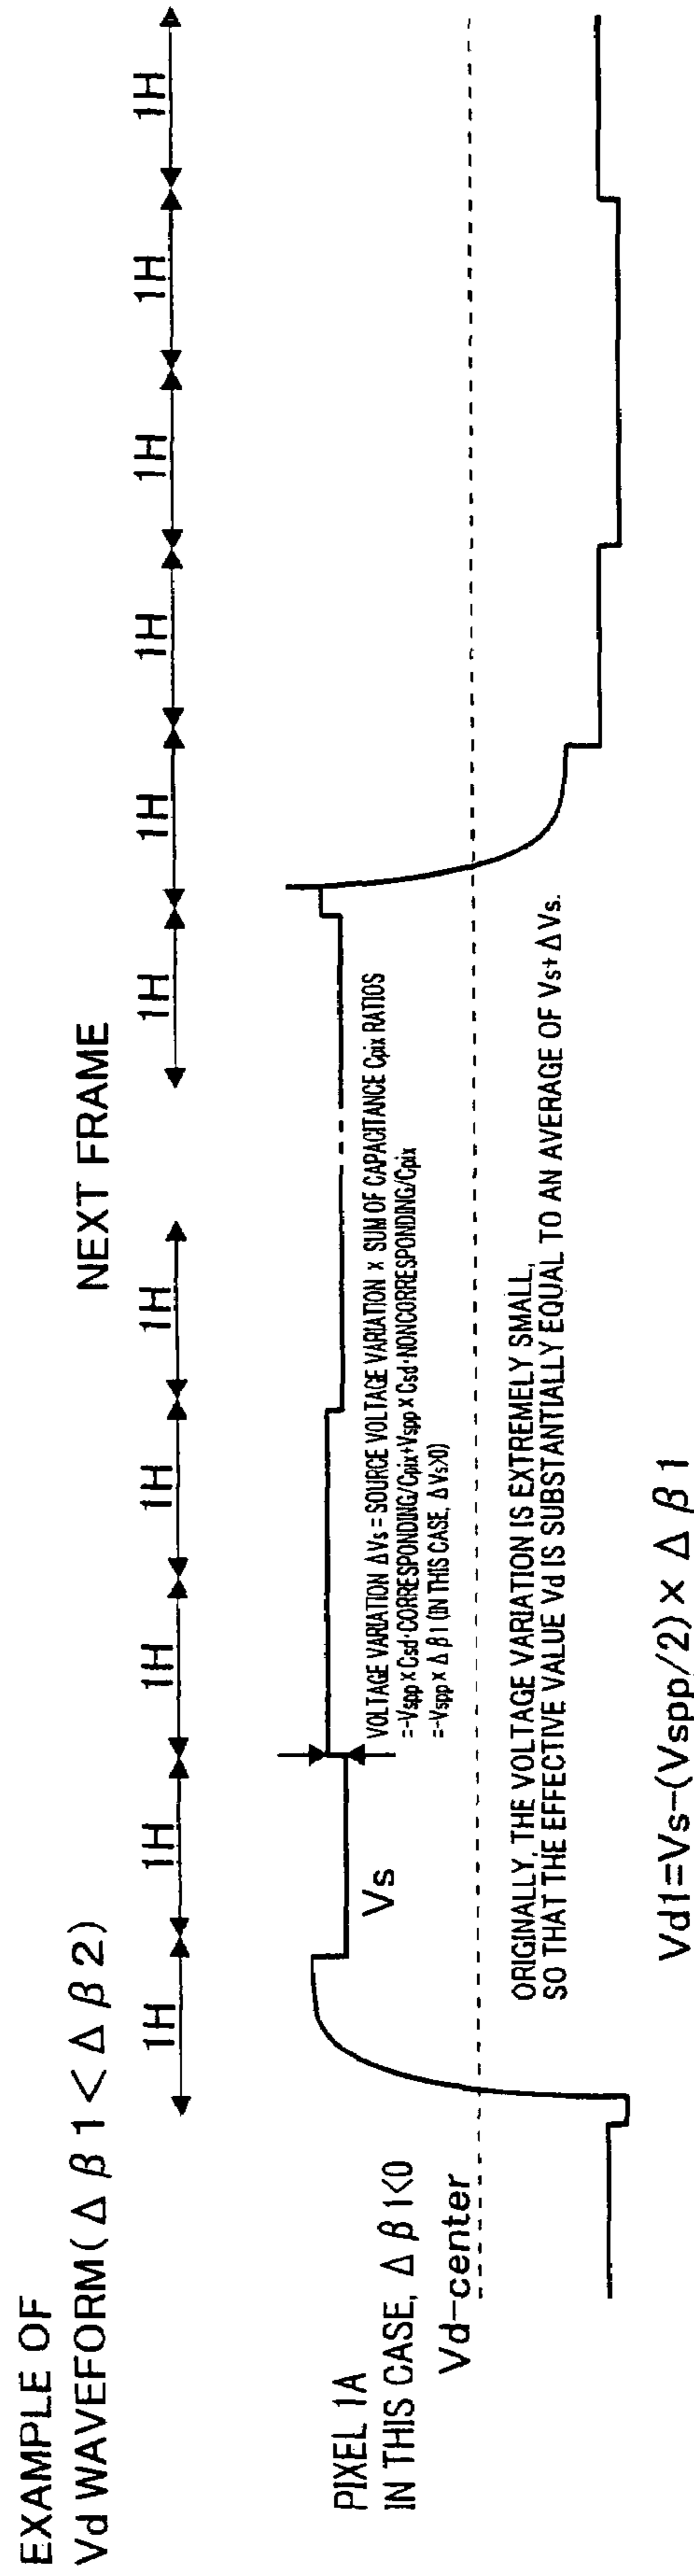 EXAMPLE OF
Vd WAVEFORM(Δβ1<Δβ2)
NEXT FRAME
1H
1H
1H
1H
1H
1H
1H
1H
1H
1H
1H
PIXEL 1A
IN THIS CASE, Δβ1<0
Vd-center
Vs
VOLTAGE VARIATION ΔVs = SOURCE VOLTAGE VARIATION x SUM OF CAPACITANCE Cpix RATIOS
=-Vspp x Csd·CORRESPONDING/Cpix+Vspp x Csd·NONCORRESPONDING/Cpix
=-Vspp x Δβ1 (IN THIS CASE, ΔVs>0)
ORIGINALLY, THE VOLTAGE VARIATION IS EXTREMELY SMALL,
SO THAT THE EFFECTIVE VALUE Vd IS SUBSTANTIALLY EQUAL TO AN AVERAGE OF Vs+ΔVs.
Vd1=Vs-(Vspp/2)×Δβ1